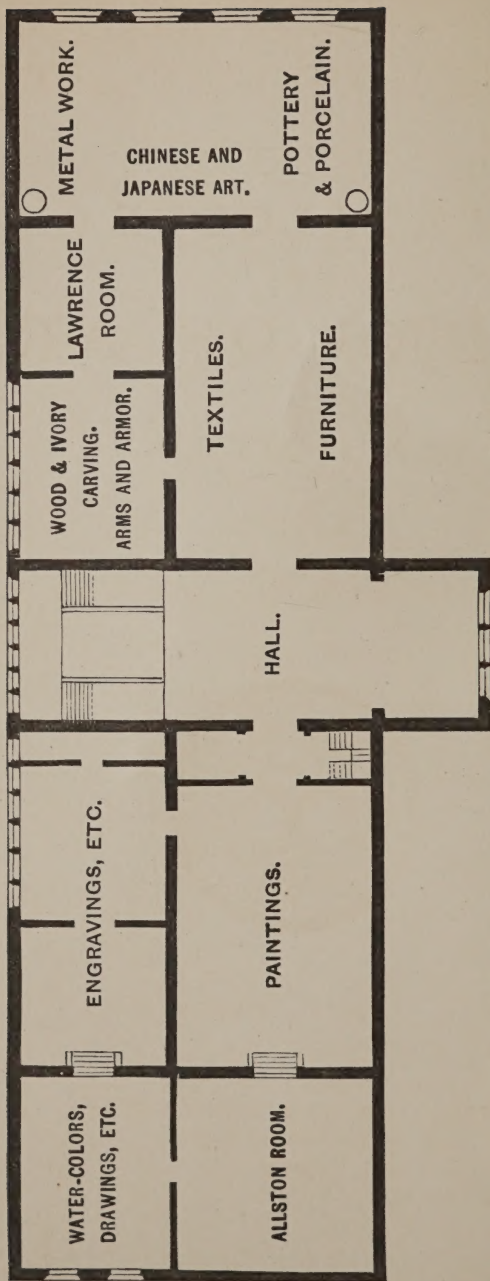 METAL WORK.
CHINESE AND
JAPANESE ART.
POTTERY
& PORCELAIN.
LAWRENCE
ROOM.
WOOD & IVORY
CARVING.
ARMS AND ARMOR.
TEXTILES.
FURNITURE.
HALL.
ENGRAVINGS, ETC.
PAINTINGS.
WATER-COLORS,
DRAWINGS, ETC.
ALLSTON ROOM.